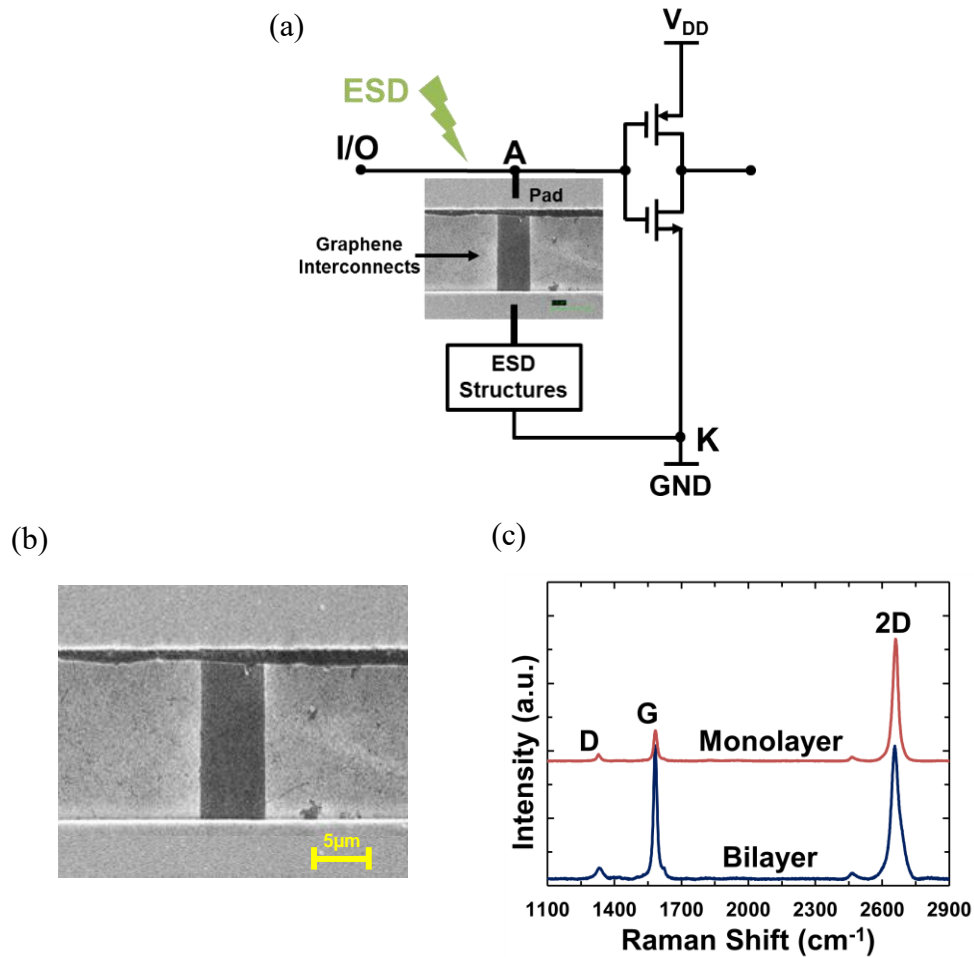 (a)
V_DD
ESD
I/O
A
Pad
Graphene
Interconnects
ESD
Structures
K
GND
(b)
5µm
(c)
2D
G
D
Monolayer
Bilayer
Intensity (a.u.)
1100 1400 1700 2000 2300 2600 2900
Raman Shift (cm⁻¹)